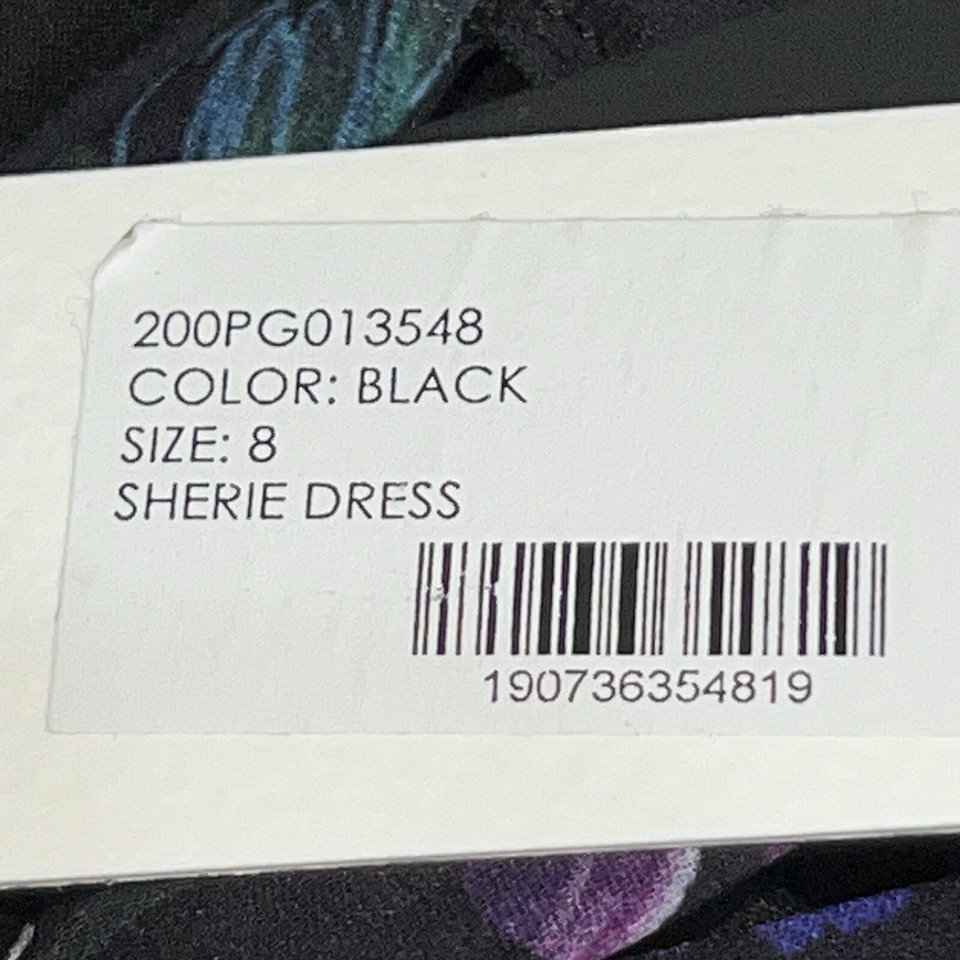 200PG013548
COLOR: BLACK
SIZE: 8
SHERIE DRESS
190736354819